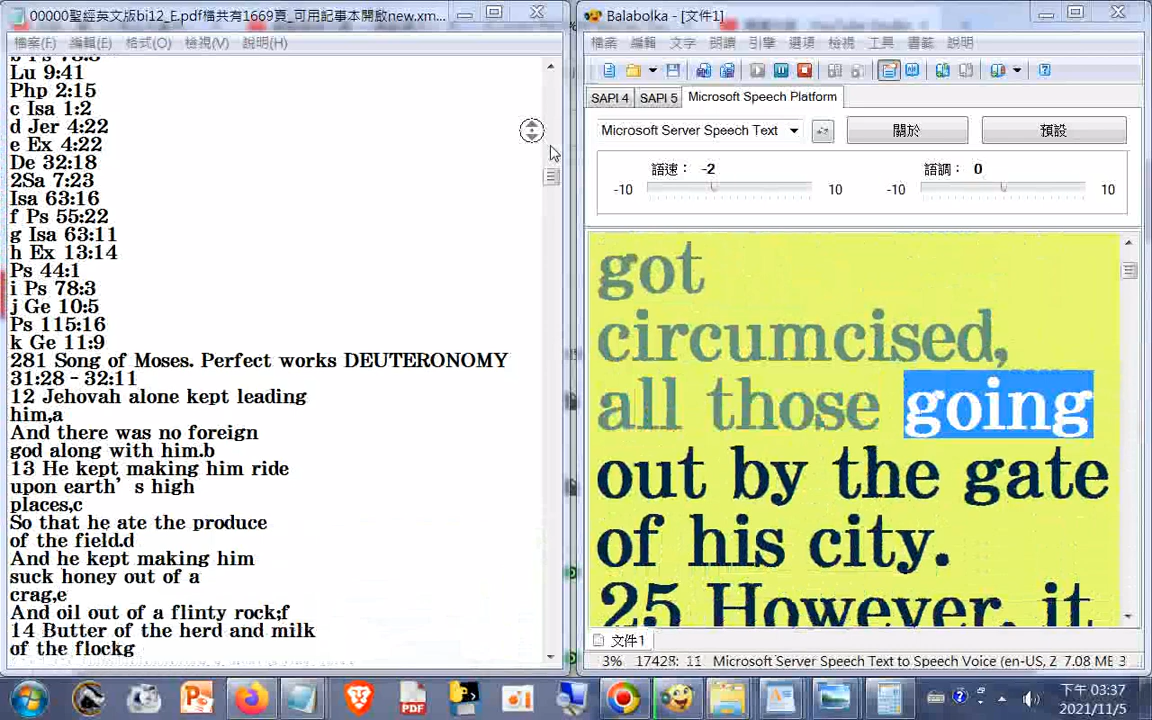 00000聖經英文版bi12_E.pdf檔共有1669頁_可用記事本開啟new.xm...
檔案(F) 編輯(E) 格式(O) 檢視(V) 說明(H)
Lu 9:41
Php 2:15
c Isa 1:2
d Jer 4:22
e Ex 4:22
De 32:18
2Sa 7:23
Isa 63:16
f Ps 55:22
g Isa 63:11
h Ex 13:14
Ps 44:1
i Ps 78:3
j Ge 10:5
Ps 115:16
k Ge 11:9
281 Song of Moses. Perfect works DEUTERONOMY
31:28 - 32:11
12 Jehovah alone kept leading
him,a
And there was no foreign
god along with him.b
13 He kept making him ride
upon earth’s high
places,c
So that he ate the produce
of the field.d
And he kept making him
suck honey out of a
crag,e
And oil out of a flinty rock;f
14 Butter of the herd and milk
of the flockg
Balabolka - [文件1]
檔案 編輯 文字 朗讀 引擎 選項 檢視 工具 書籤 說明
SAPI 4 SAPI 5 Microsoft Speech Platform
Microsoft Server Speech Text 關於 預設
語速： -2 語調： 0
-10 10 -10 10
got
circumcised,
all those going
out by the gate
of his city.
25 However, it
文件1
3% 17428: 11 Microsoft Server Speech Text to Speech Voice (en-US, Z 7.08 MB 3
PDF
下午 03:37
2021/11/5